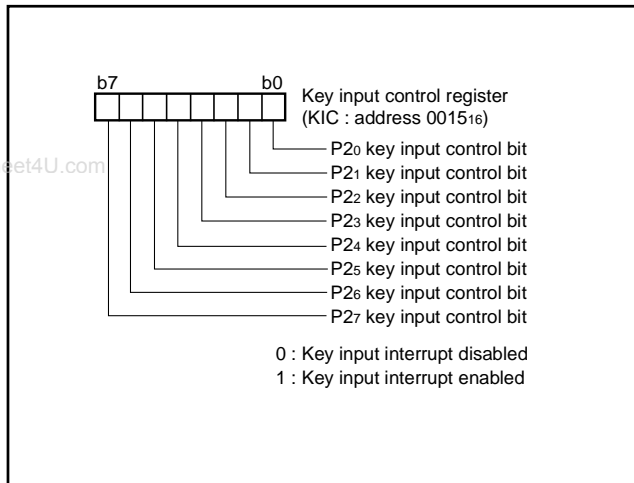 b7 b0
Key input control register
(KIC : address 001516)
P20 key input control bit
eet4U.com
P21 key input control bit
P22 key input control bit
P23 key input control bit
P24 key input control bit
P25 key input control bit
P26 key input control bit
P27 key input control bit
0 : Key input interrupt disabled
1 : Key input interrupt enabled